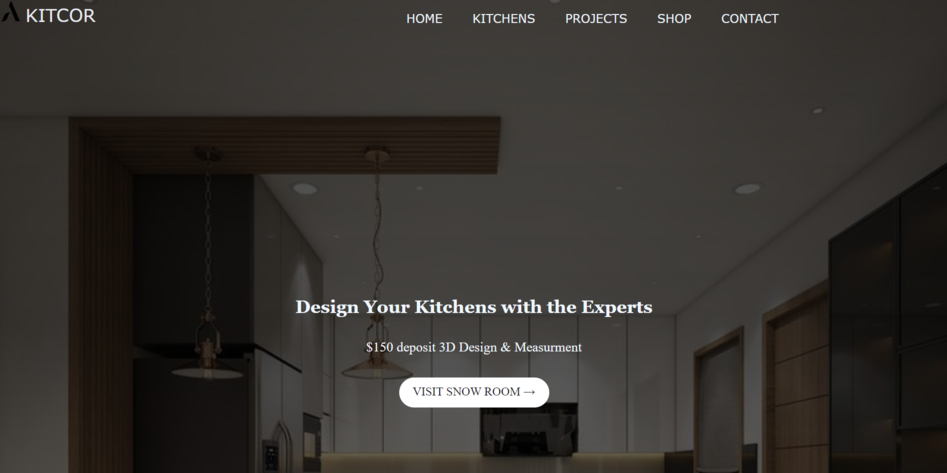 KITCOR
HOME KITCHENS PROJECTS SHOP CONTACT
Design Your Kitchens with the Experts
$150 deposit 3D Design & Measurment
VISIT SNOW ROOM →